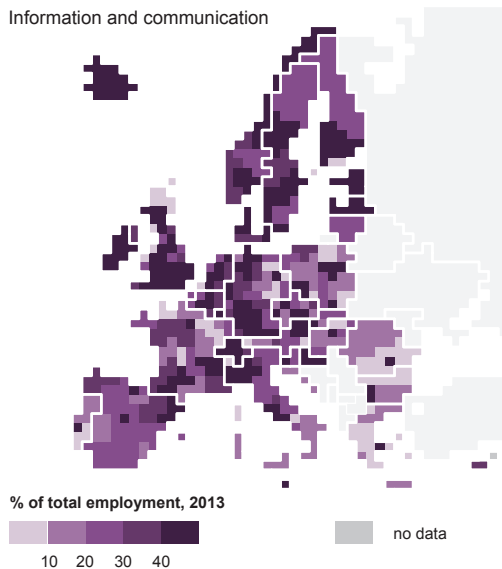 Information and communication
% of total employment, 2013
no data
10 20 30 40